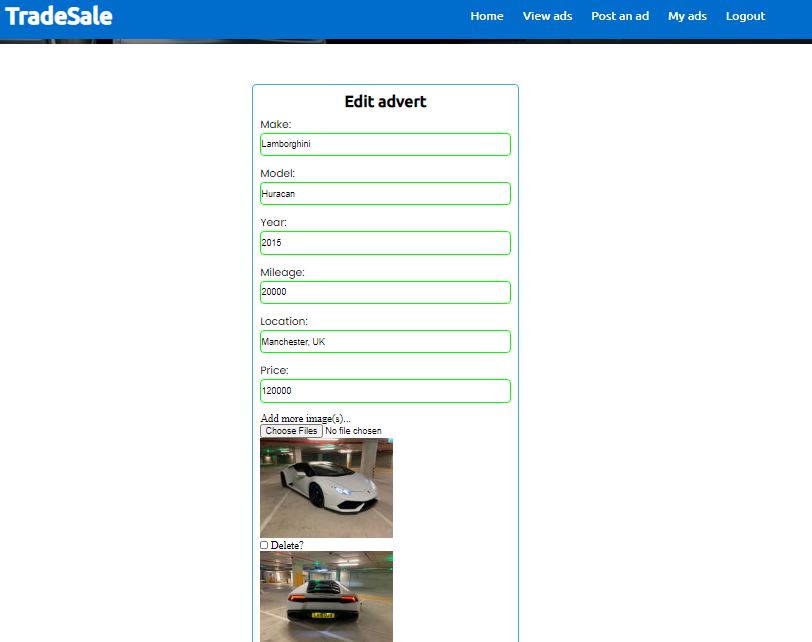 TradeSale
Home View ads Post an ad My ads Logout
Edit advert
Make:
Lamborghini
Model:
Huracan
Year:
2015
Mileage:
20000
Location:
Manchester, UK
Price:
120000
Add more image(s)...
Choose Files No file chosen
Delete?